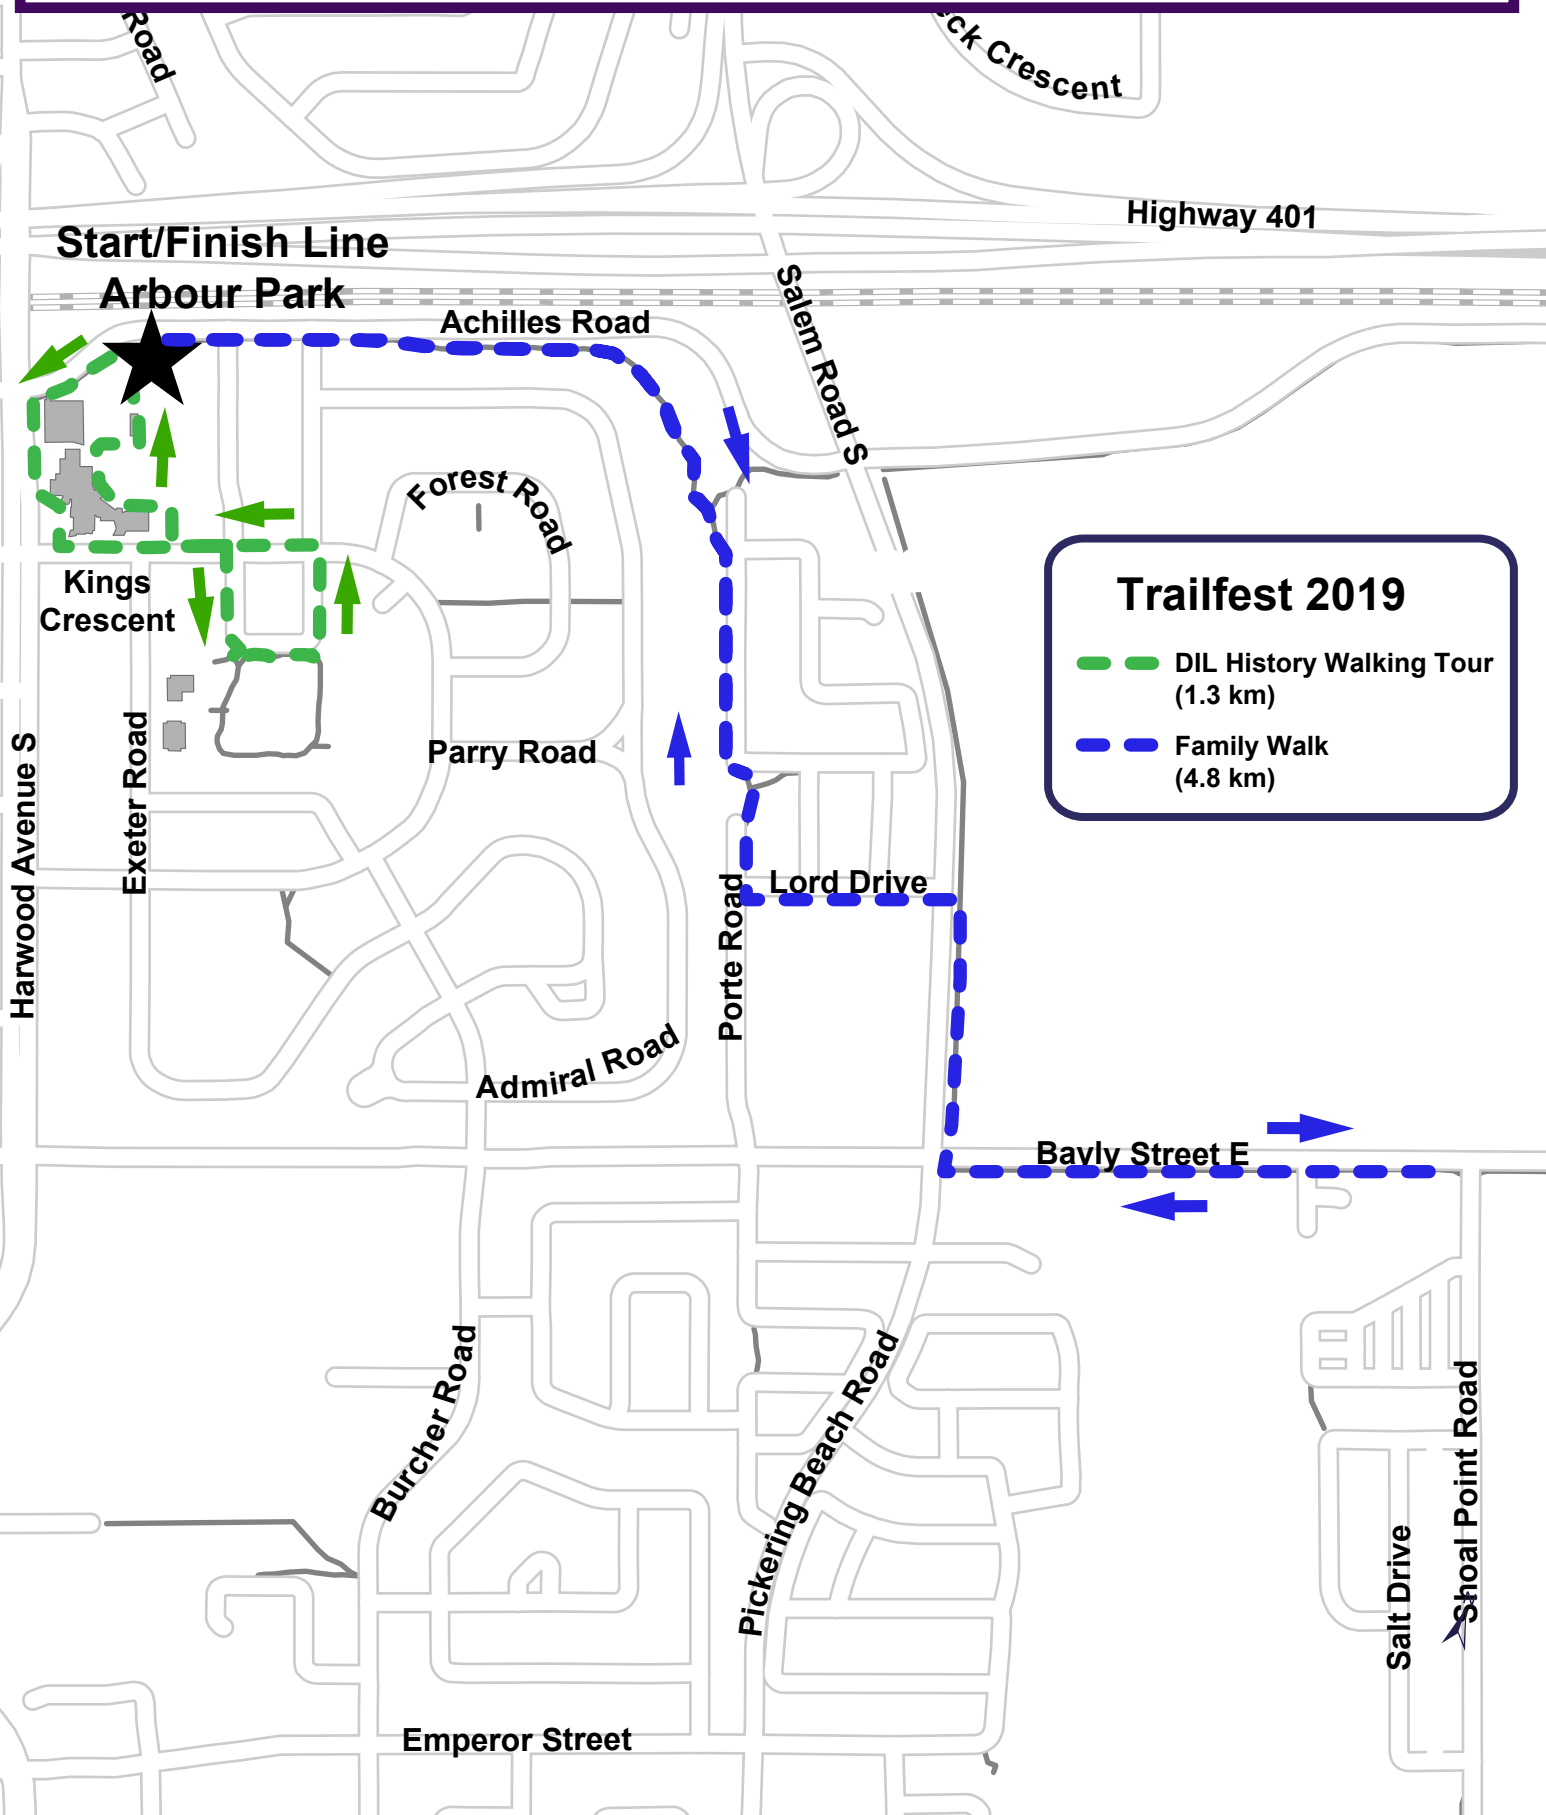 Road
eck Crescent
Highway 401
Start/Finish Line
Arbour Park
Achilles Road
Salem Road S
Forest Road
Kings
Crescent
Trailfest 2019
DIL History Walking Tour
(1.3 km)
Family Walk
(4.8 km)
Parry Road
Exeter Road
Harwood Avenue S
Lord Drive
Porte Road
Admiral Road
Bayly Street E
Burcher Road
Pickering Beach Road
Shoal Point Road
Salt Drive
Emperor Street